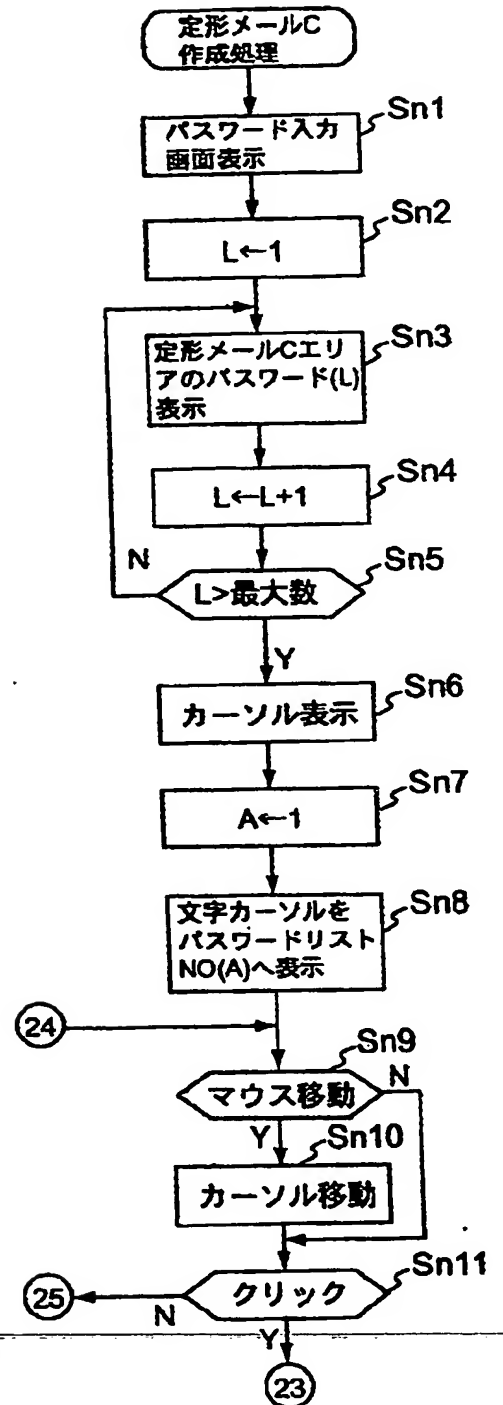 定形メールC
作成処理
Sn1
パスワード入力
画面表示
Sn2
L←1
Sn3
定形メールCエリ
アのパスワード(L)
表示
Sn4
L←L+1
N
Sn5
L>最大数
Y
Sn6
カーソル表示
Sn7
A←1
Sn8
文字カーソルを
パスワードリスト
NO(A)へ表示
24
Sn9
マウス移動
N
Y
Sn10
カーソル移動
Sn11
クリック
25
N
Y
23